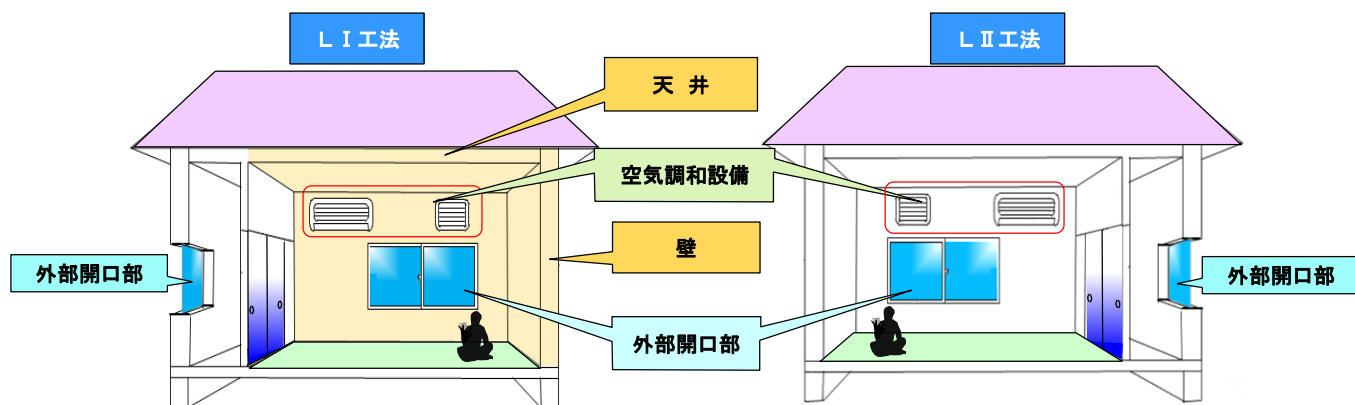 ＬⅠ工法
ＬⅡ工法
天 井
空気調和設備
壁
外部開口部
外部開口部
外部開口部